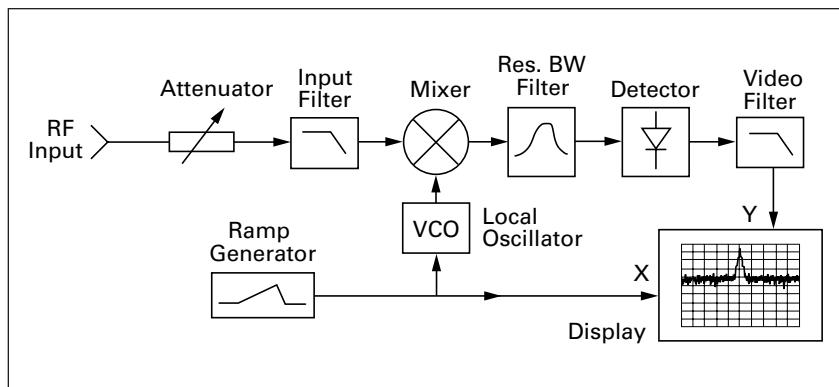 RF
Input
Attenuator
Input
Filter
Mixer
Res. BW
Filter
Detector
Video
Filter
VCO
Local
Oscillator
Ramp
Generator
Y
X
Display